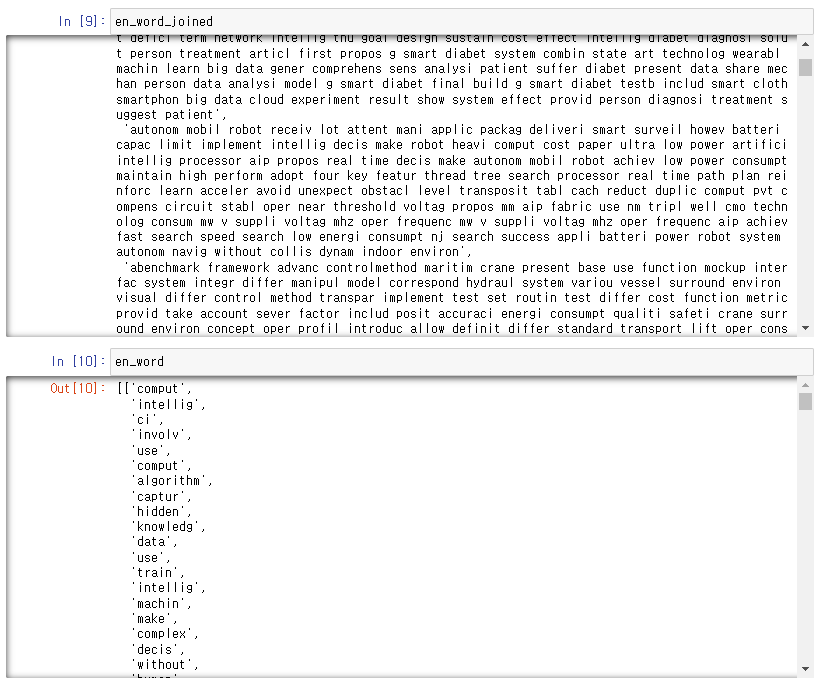 In [9]: en_word_joined
t defici term network intellig thu goal design sustain cost effect intellig diabet diagnosi solu
t person treatment articl first propos g smart diabet system combin state art technolog wearabl
machin learn big data gener comprehens sens analysi patient suffer diabet present data share mec
han person data analysi model g smart diabet final build g smart diabet testb includ smart cloth
smartphon big data cloud experiment result show system effect provid person diagnosi treatment s
uggest patient',
'autonom mobil robot receiv lot attent mani applic packag deliveri smart surveil howev batteri
capac limit implement intellig decis make robot heavi comput cost paper ultra low power artifici
intellig processor aip propos real time decis make autonom mobil robot achiev low power consumpt
maintain high perform adopt four key featur thread tree search processor real time path plan rei
nforc learn acceler avoid unexpect obstacl level transposit tabl cach reduct duplic comput pvt c
ompens circuit stabl oper near threshold voltag propos mm aip fabric use nm tripl well cmo techn
olog consum mw v suppli voltag mhz oper frequenc mw v suppli voltag mhz oper frequenc aip achiev
fast search speed search low energi consumpt nj search success appli batteri power robot system
autonom navig without collis dynam indoor environ',
'abenchmark framework advanc controlmethod maritim crane present base use function mockup inter
fac system integr differ manipul model correspond hydraul system variou vessel surround environ
visual differ control method transpar implement test set routin test differ cost function metric
provid take account sever factor includ posit accuraci energi consumpt qualiti safeti crane surr
ound environ concept oper profil introduc allow definit differ standard transport lift oper cons
In [10]: en_word
Out[10]: [['comput',
'intellig',
'ci',
'involv',
'use',
'comput',
'algorithm',
'captur',
'hidden',
'knowledg',
'data',
'use',
'train',
'intellig',
'machin',
'make',
'complex',
'decis',
'without',